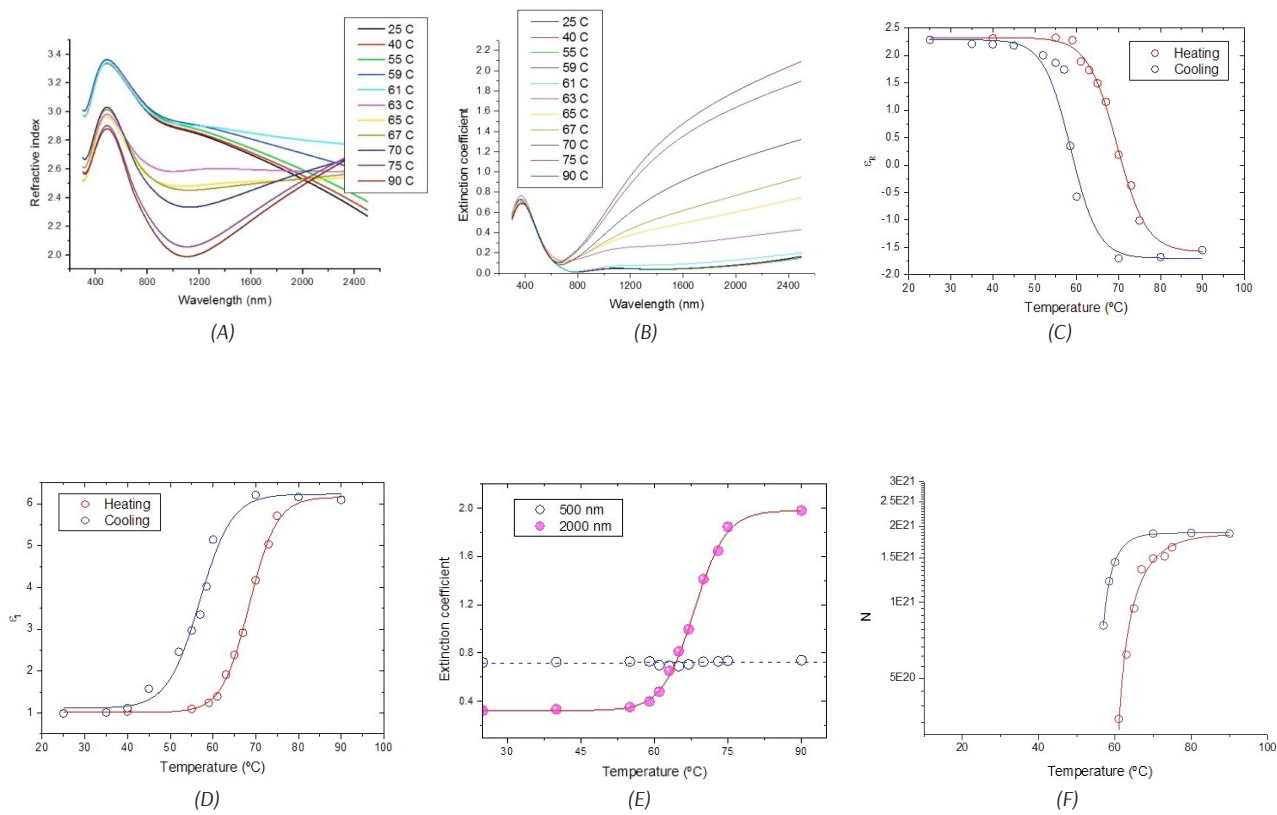 25 C
40 C
55 C
59 C
61 C
63 C
65 C
67 C
70 C
75 C
90 C
3.4
3.2
3.0
2.8
2.6
2.4
2.2
2.0
Refractive index
400 800 1200 1600 2000 2400
Wavelength (nm)
(A)
25 C
40 C
55 C
59 C
61 C
63 C
65 C
67 C
70 C
75 C
90 C
2.2
2.0
1.8
1.6
1.4
1.2
1.0
0.8
0.6
0.4
0.2
0.0
Extinction coefficient
400 800 1200 1600 2000 2400
Wavelength (nm)
(B)
Heating
Cooling
2.5
2.0
1.5
1.0
0.5
0.0
-0.5
-1.0
-1.5
-2.0
εR
20 30 40 50 60 70 80 90 100
Temperature (ºC)
(C)
Heating
Cooling
6
5
4
3
2
1
ε1
20 30 40 50 60 70 80 90 100
Temperature (ºC)
(D)
500 nm
2000 nm
2.0
1.6
1.2
0.8
0.4
Extinction coefficient
30 45 60 75 90
Temperature (ºC)
(E)
3E21
2.5E21
2E21
1.5E21
1E21
5E20
N
20 40 60 80 100
Temperature (ºC)
(F)